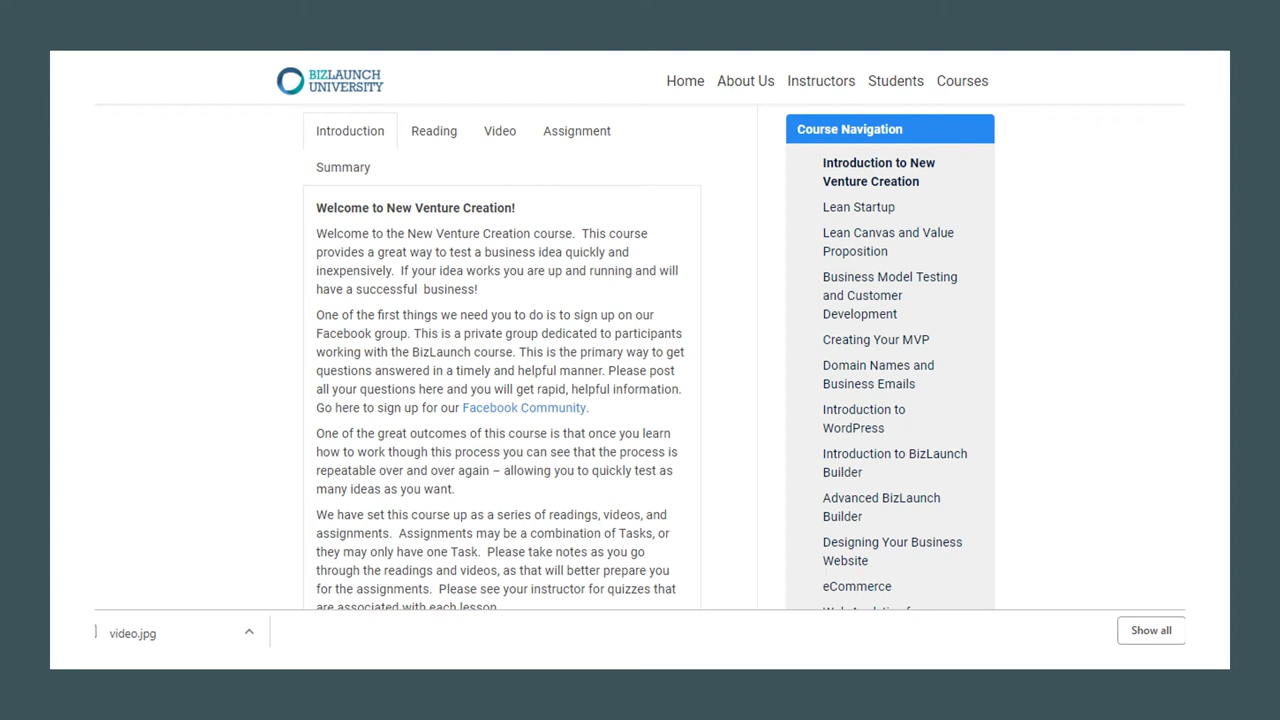 BIZLAUNCH
UNIVERSITY
Home About Us Instructors Students Courses
Introduction Reading Video Assignment
Summary
Welcome to New Venture Creation!
Welcome to the New Venture Creation course.  This course
provides a great way to test a business idea quickly and
inexpensively.  If your idea works you are up and running and will
have a successful  business!
One of the first things we need you to do is to sign up on our
Facebook group. This is a private group dedicated to participants
working with the BizLaunch course. This is the primary way to get
questions answered in a timely and helpful manner. Please post
all your questions here and you will get rapid, helpful information.
Go here to sign up for our Facebook Community.
One of the great outcomes of this course is that once you learn
how to work though this process you can see that the process is
repeatable over and over again – allowing you to quickly test as
many ideas as you want.
We have set this course up as a series of readings, videos, and
assignments.  Assignments may be a combination of Tasks, or
they may only have one Task.  Please take notes as you go
through the readings and videos, as that will better prepare you
for the assignments.  Please see your instructor for quizzes that
are associated with each lesson
Course Navigation
Introduction to New
Venture Creation
Lean Startup
Lean Canvas and Value
Proposition
Business Model Testing
and Customer
Development
Creating Your MVP
Domain Names and
Business Emails
Introduction to
WordPress
Introduction to BizLaunch
Builder
Advanced BizLaunch
Builder
Designing Your Business
Website
eCommerce
Web Analytics for
video.jpg
Show all